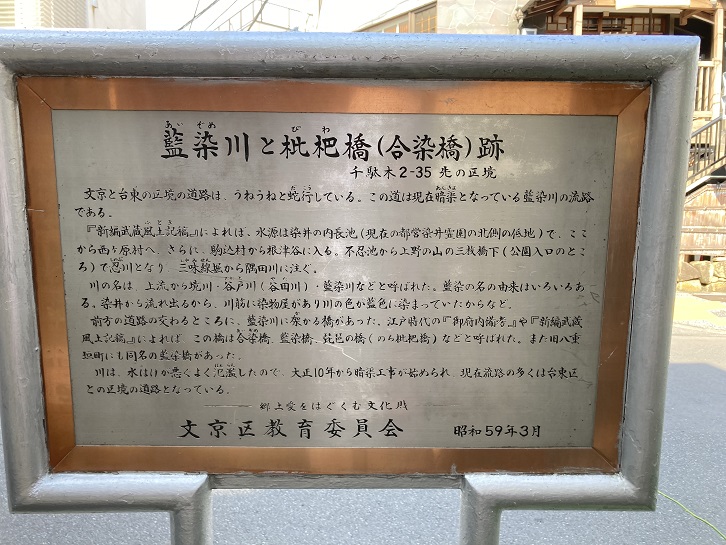 藍染川と枇杷橋(合染橋)跡
千駄木2-35 先の区境
文京と台東の区境の道路は、うねうねと蛇行している。この道は現在暗渠となっている藍染川の流路
である。
『新編武蔵風土記稿』によれば、水源は染井の内長池(現在の都営染井霊園の北側の低地)で、ここ
から西ヶ原村へ、さらに、駒込村から根津谷に入る。不忍池から上野の山の三枚橋下(公園入口のとこ
ろ)で忍川となり、三味線堀から隅田川に注ぐ。
川の名は、上流から境川・谷戸川(谷田川)・藍染川などと呼ばれた。藍染の名の由来はいろいろあ
る。染井から流れ出るから、川筋に染物屋があり川の色が藍色に染まっていたからなど。
前方の道路の交わるところに、藍染川に架かる橋があった。江戸時代の『御府内備考』や『新編武蔵
風土記稿』によれば、この橋は合染橋、藍染橋、琵琶の橋(のち枇杷橋)などと呼ばれた。また旧八重
垣町にも同名の藍染橋があった。
川は、水はけが悪くよく氾濫したので、大正10年から暗渠工事が始められ、現在流路の多くは台東区
との区境の道路となっている。
郷土愛をはぐくむ文化財
文京区教育委員会 昭和59年3月